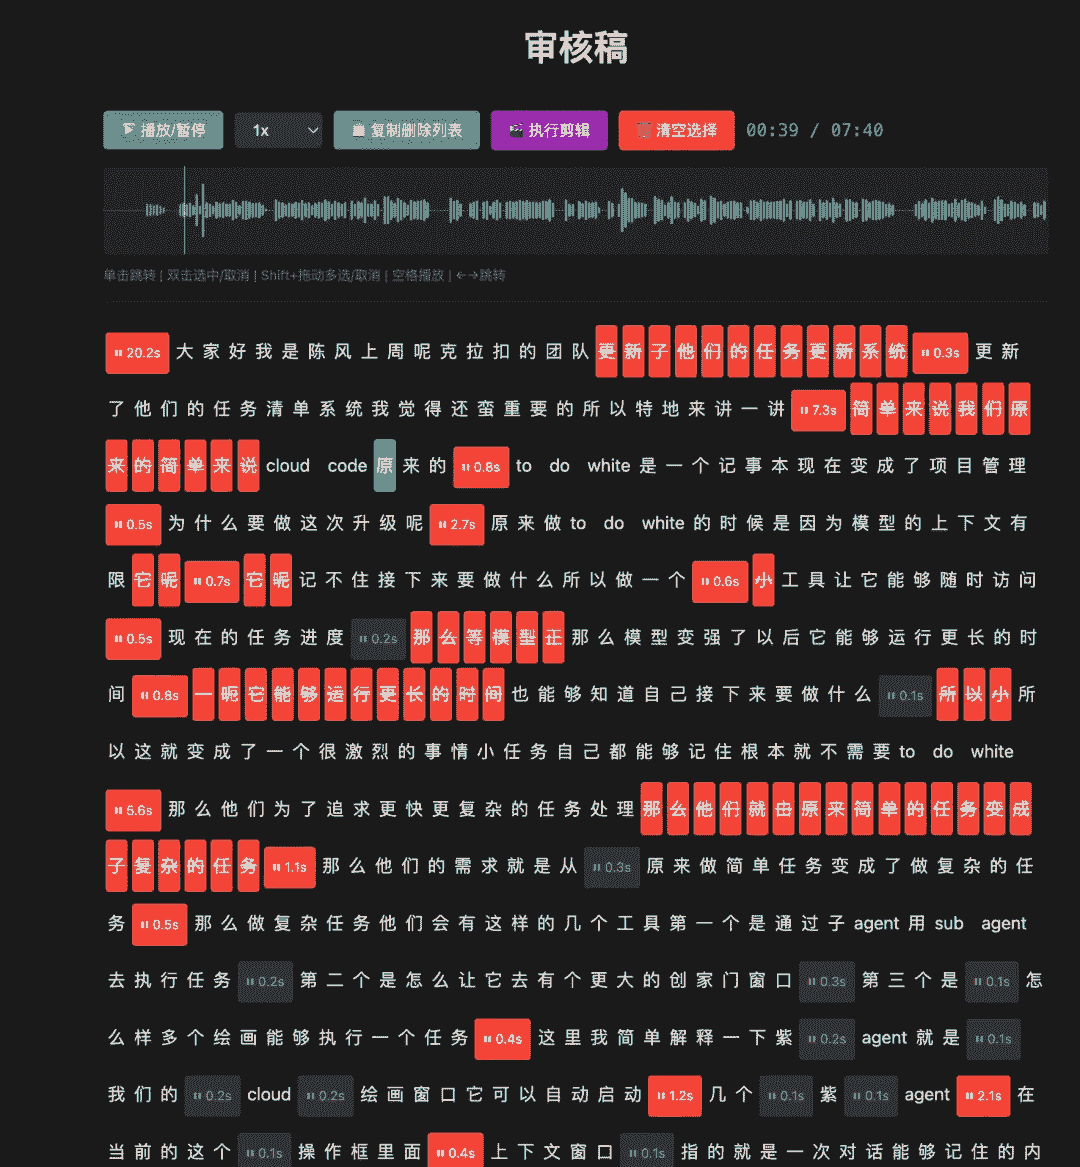 审核稿
播放/暂停 1x 复制删除列表 执行剪辑 清空选择 00:39 / 07:40
单击跳转 | 双击选中/取消 | Shift+拖动多选/取消 | 空格播放 | ←→跳转
20.2s 大家好我是陈风上周呢克拉扣的团队更新了他们的任务更新系统 0.3s 更新
了他们的任务清单系统我觉得还蛮重要的所以特地来讲一讲 7.3s 简单来说我们原
来的简单来说 cloud code 原来的 0.8s to do white 是一个记事本现在变成了项目管理
0.5s 为什么要做这次升级呢 2.7s 原来做 to do white 的时候是因为模型的上下文有
限它呢 0.7s 它呢记不住接下来要做什么所以做一个 0.6s 小工具让它能够随时访问
0.5s 现在的任务进度 0.2s 那么等模型正那么模型变强了以后它能够运行更长的时
间 0.8s 一呢它能够运行更长的时间也能够知道自己接下来要做什么 0.1s 所以小所
以这就变成了一个很激烈的事情小任务自己都能够记住根本就不需要 to do white
5.6s 那么他们为了追求更快更复杂的任务处理那么他们就由原来简单的任务变成
了复杂的任务 1.1s 那么他们的需求就是从 0.3s 原来做简单任务变成了做复杂的任
务 0.5s 那么做复杂任务他们会有这样的几个工具第一个是通过子 agent 用 sub agent
去执行任务 0.2s 第二个是怎么让它去有个更大的创家门窗口 0.3s 第三个是 0.1s 怎
么样多个绘画能够执行一个任务 0.4s 这里我简单解释一下紫 0.2s agent 就是 0.1s
我们的 0.2s cloud 0.2s 绘画窗口它可以自动启动 1.2s 几个 0.1s 紫 0.1s agent 2.1s 在
当前的这个 0.1s 操作框里面 0.4s 上下文窗口 0.1s 指的就是一次对话能够记住的内